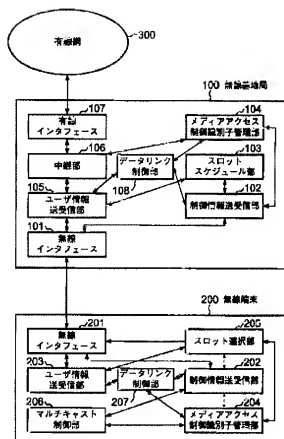 有線網
300
100 無線基地局
107
有線
インタフェース
104
メディアアクセス
制御識別子管理部
106
中継部
103
スロット
スケジュール部
データリンク
制御部
108
105
ユーザ情報
送受信部
102
制御情報送受信部
101
無線
インタフェース
200 無線端末
201
無線
インタフェース
205
スロット選択部
203
ユーザ情報
送受信部
202
制御情報送受信部
データリンク
制御部
207
206
マルチキャスト
制御部
204
メディアアクセス
制御識別子管理部